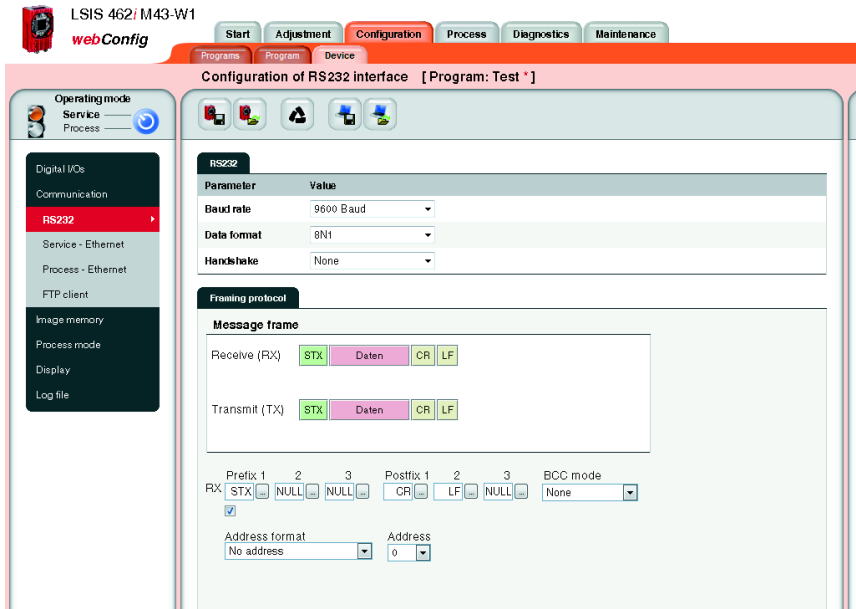 LSIS 462i M43-W1
webConfig
Start Adjustment Configuration Process Diagnostics Maintenance
Programs Program Device
Configuration of RS232 interface [Program: Test *]
Operating mode
Service
Process
Digital I/Os
Communication
RS232
Service - Ethernet
Process - Ethernet
FTP client
Image memory
Process mode
Display
Log file
RS232
Parameter Value
Baud rate 9600 Baud
Data format 8N1
Handshake None
Framing protocol
Message frame
Receive (RX) STX Daten CR LF
Transmit (TX) STX Daten CR LF
Prefix 1 2 3 Postfix 1 2 3 BCC mode
RX STX ... NULL ... NULL ... CR ... LF ... NULL ... None
Address format Address
No address 0